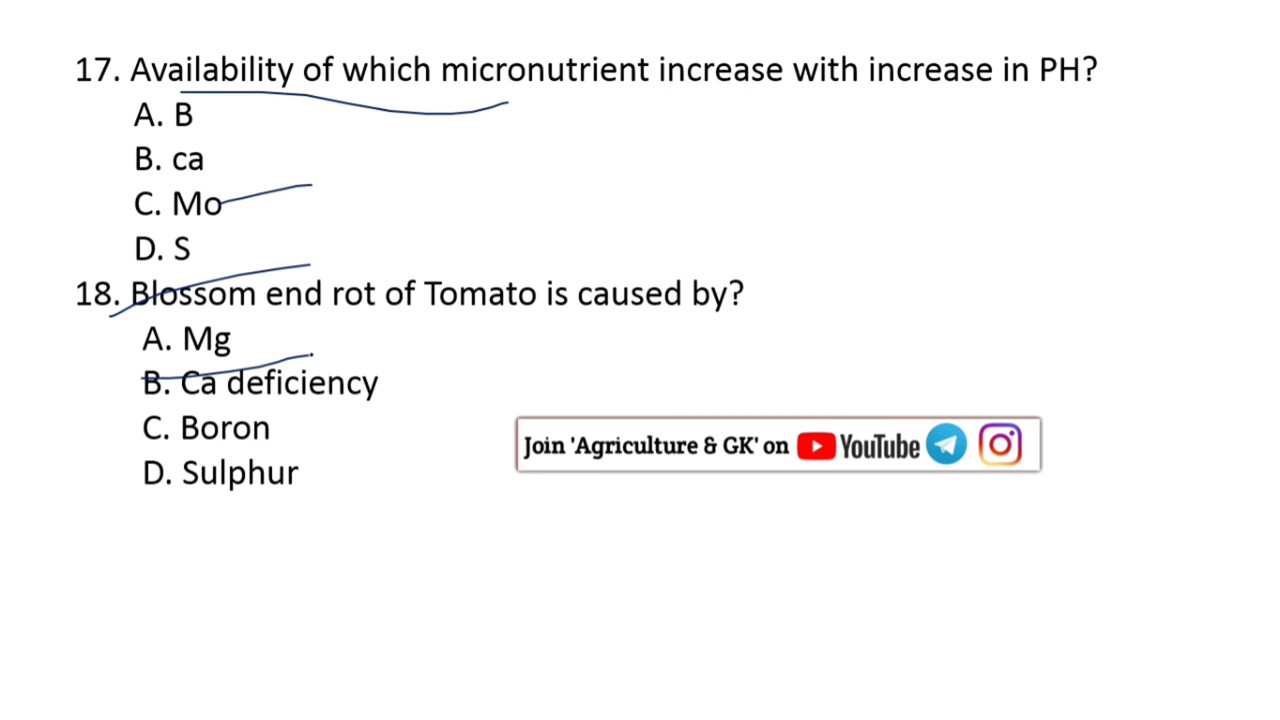 17. Availability of which micronutrient increase with increase in PH?
A. B
B. ca
C. Mo
D. S
18. Blossom end rot of Tomato is caused by?
A. Mg
B. Ca deficiency
C. Boron
D. Sulphur
Join 'Agriculture & GK' on YouTube